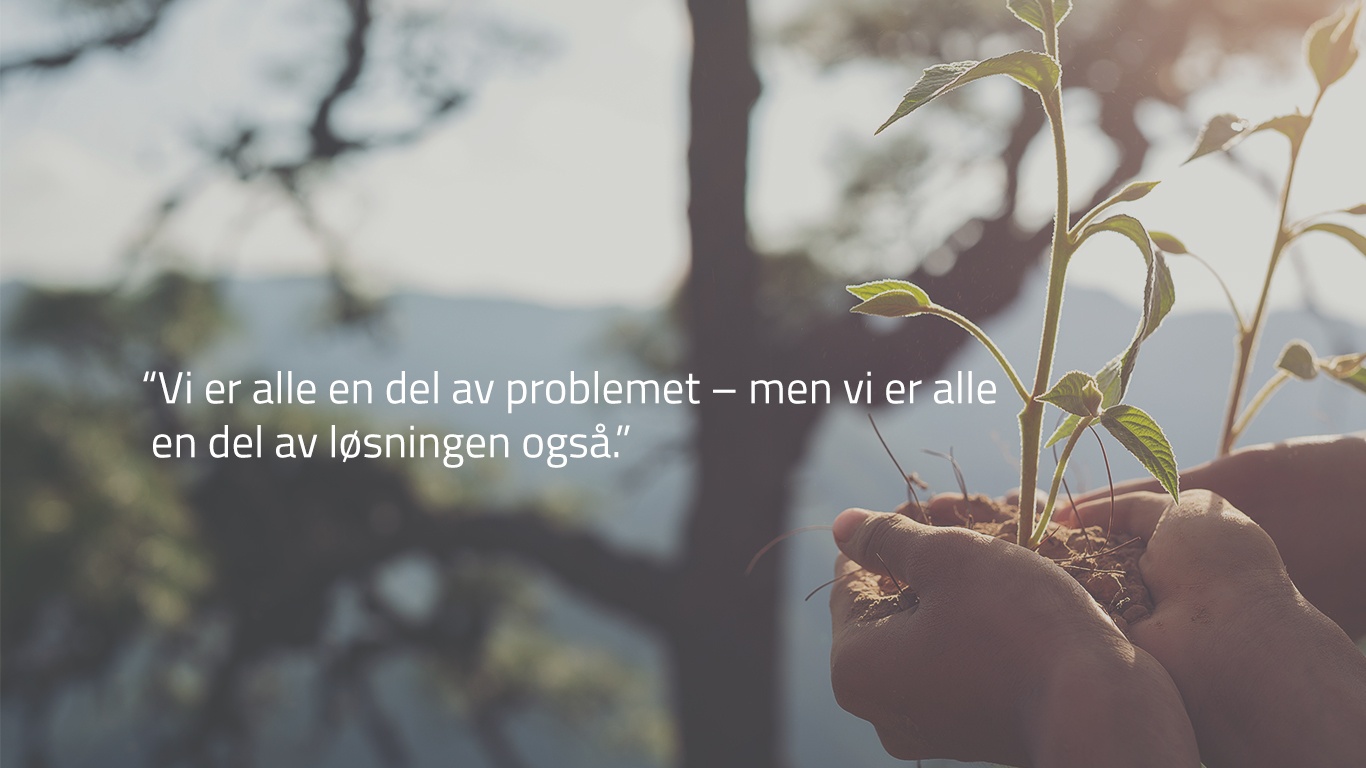 “Vi er alle en del av problemet – men vi er alle
en del av løsningen også.”